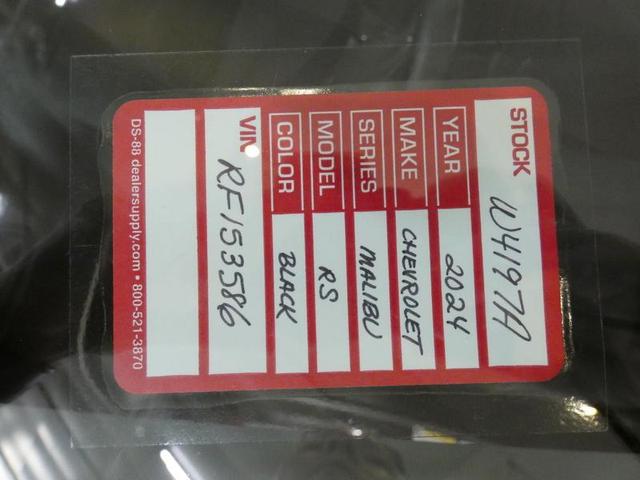 STOCK W4197A
YEAR 2024
MAKE CHEVROLET
SERIES MALIBU
MODEL RS
COLOR BLACK
VIN RF153586
DS-88 dealersupply.com • 800-521-3870